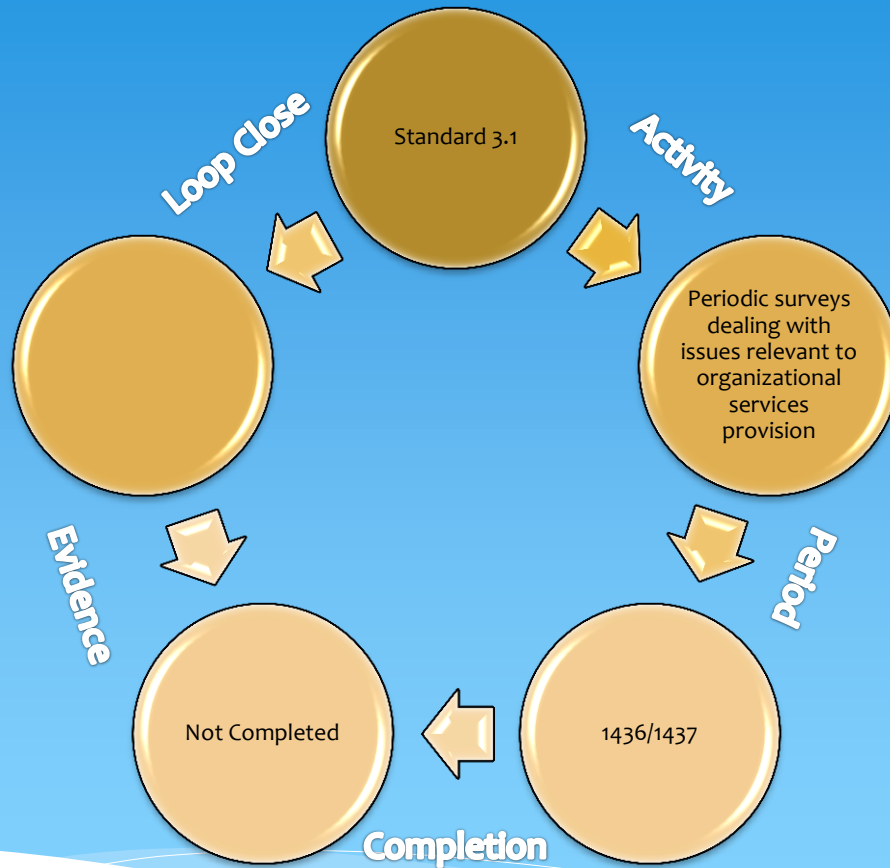 Standard 3.1
Activity
Periodic surveys
dealing with
issues relevant to
organizational
services
provision
Period
1436/1437
Completion
Not Completed
Evidence
Loop Close